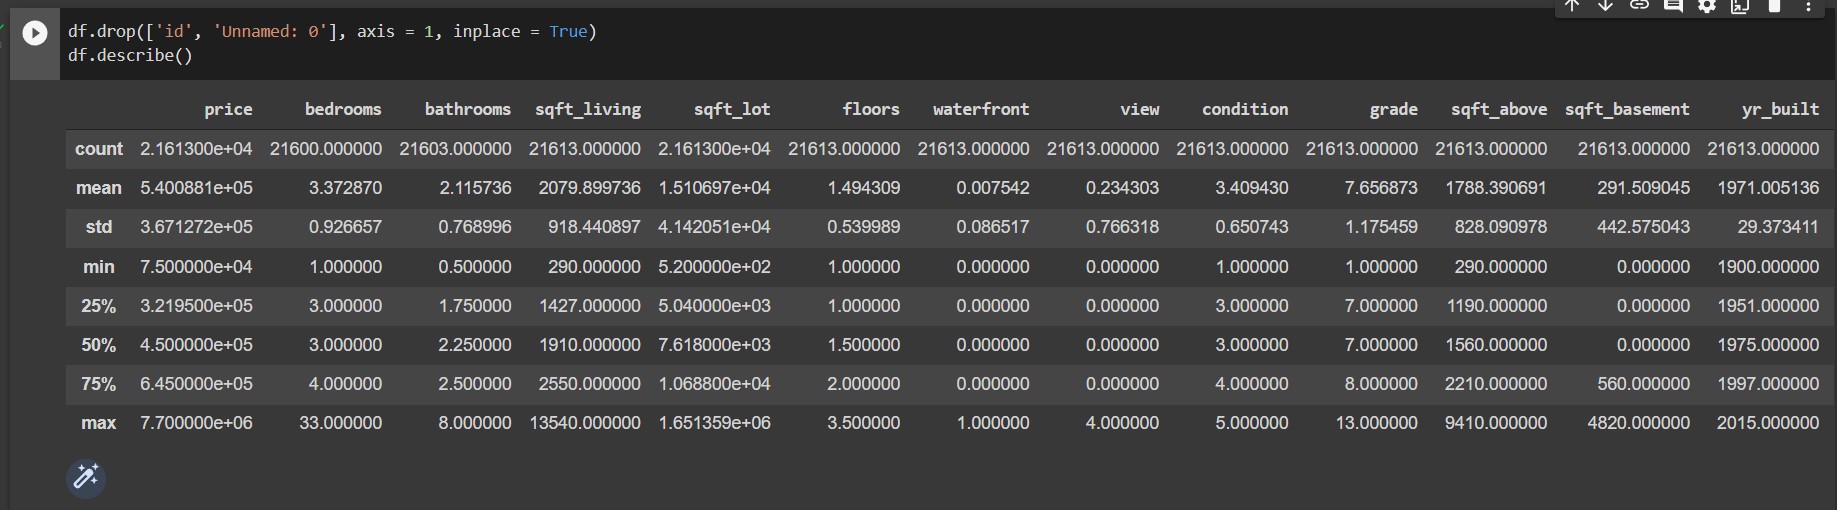 df.drop(['id', 'Unnamed: 0'], axis = 1, inplace = True)
df.describe()
price bedrooms bathrooms sqft_living sqft_lot floors waterfront view condition grade sqft_above sqft_basement yr_built
count 2.161300e+04 21600.000000 21603.000000 21613.000000 2.161300e+04 21613.000000 21613.000000 21613.000000 21613.000000 21613.000000 21613.000000 21613.000000 21613.000000
mean 5.400881e+05 3.372870 2.115736 2079.899736 1.510697e+04 1.494309 0.007542 0.234303 3.409430 7.656873 1788.390691 291.509045 1971.005136
std 3.671272e+05 0.926657 0.768996 918.440897 4.142051e+04 0.539989 0.086517 0.766318 0.650743 1.175459 828.090978 442.575043 29.373411
min 7.500000e+04 1.000000 0.500000 290.000000 5.200000e+02 1.000000 0.000000 0.000000 1.000000 1.000000 290.000000 0.000000 1900.000000
25% 3.219500e+05 3.000000 1.750000 1427.000000 5.040000e+03 1.000000 0.000000 0.000000 3.000000 7.000000 1190.000000 0.000000 1951.000000
50% 4.500000e+05 3.000000 2.250000 1910.000000 7.618000e+03 1.500000 0.000000 0.000000 3.000000 7.000000 1560.000000 0.000000 1975.000000
75% 6.450000e+05 4.000000 2.500000 2550.000000 1.068800e+04 2.000000 0.000000 0.000000 4.000000 8.000000 2210.000000 560.000000 1997.000000
max 7.700000e+06 33.000000 8.000000 13540.000000 1.651359e+06 3.500000 1.000000 4.000000 5.000000 13.000000 9410.000000 4820.000000 2015.000000